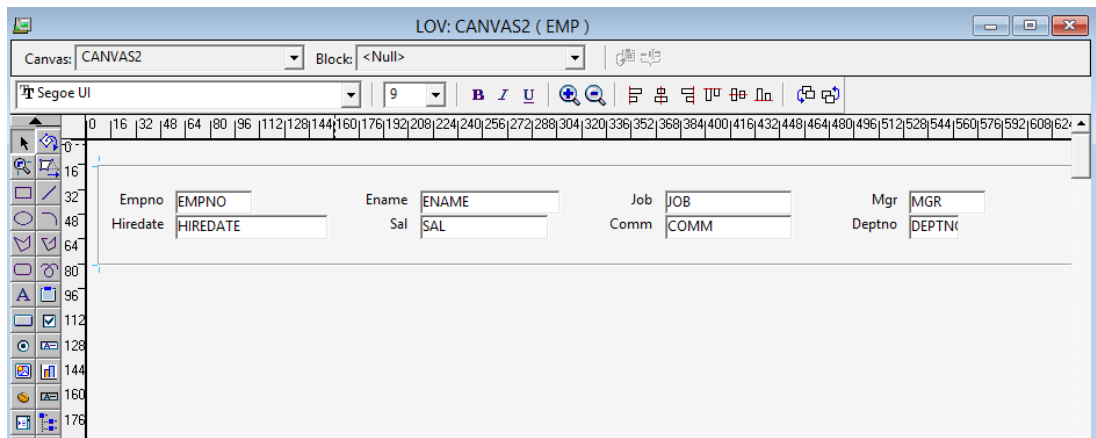 LOV: CANVAS2 ( EMP )
Canvas: CANVAS2 Block: <Null>
Segoe UI 9 B I U
0 16 32 48 64 80 96 112 128 144 160 176 192 208 224 240 256 272 288 304 320 336 352 368 384 400 416 432 448 464 480 496 512 528 544 560 576 592 608 624
0
16
32
48
64
80
96
112
128
144
160
176
Empno EMPNO Ename ENAME Job JOB Mgr MGR
Hiredate HIREDATE Sal SAL Comm COMM Deptno DEPTNO